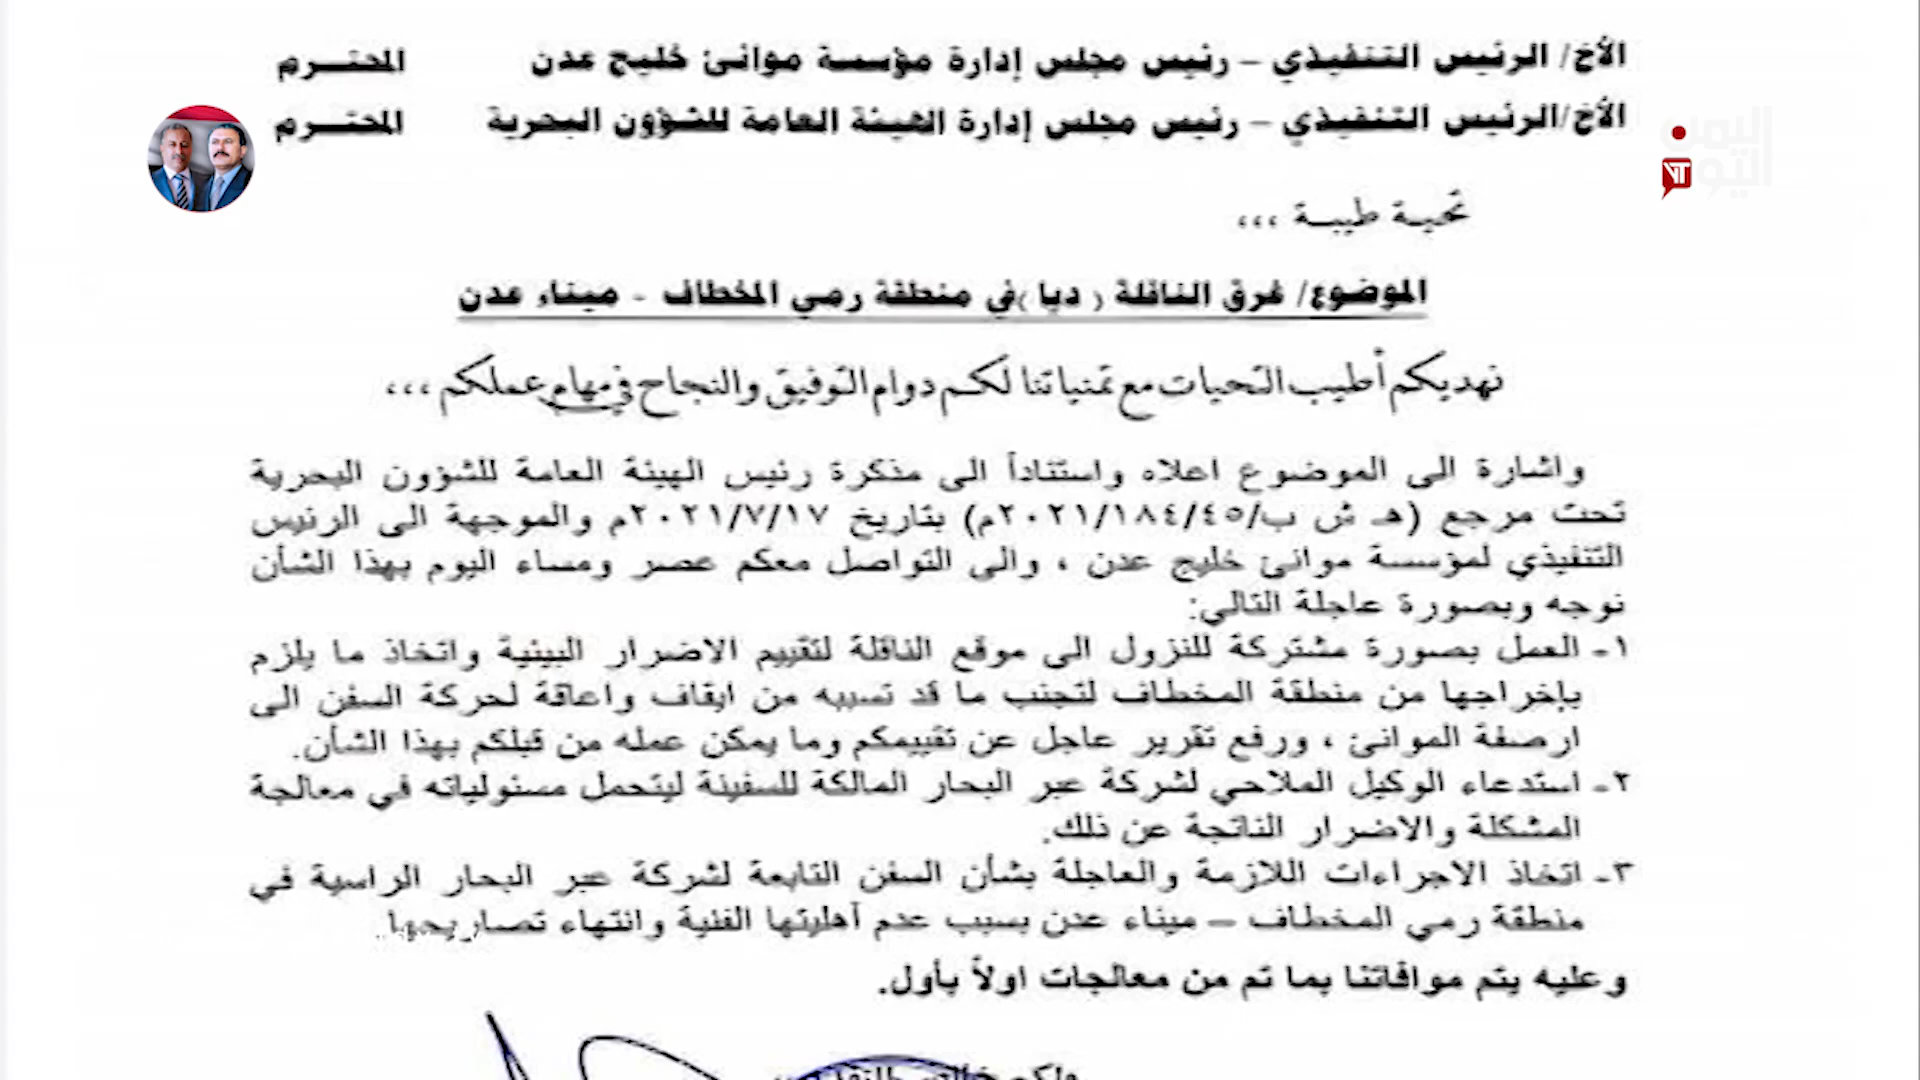 الأخ/ الرئيس التنفيذي – رئيس مجلس إدارة مؤسسة موانئ خليج عدن المحتـــرم
الأخ/الرئيس التنفيذي – رئيس مجلس إدارة الهيئة العامة للشؤون البحرية المحتـــرم
اليمن
اليوم
YT
تحيـة طيبـة ،،،
الموضوع/ غرق الناقلة ( ديا )في منطقة رمي المخطاف - ميناء عدن
نهديكم أطيب التحيات مع تمنياتنا لكم دوام التوفيق والنجاح في مهام عملكم ،،،
واشارة الى الموضوع اعلاه واستناداً الى مذكرة رئيس الهيئة العامة للشؤون البحرية
تحت مرجع (هـ ش ب/٢٠٢١/١٨٤/٤٥م) بتاريخ ٢٠٢١/٧/١٧م والموجهة الى الرئيس
التنفيذي لمؤسسة موانئ خليج عدن ، والى التواصل معكم عصر ومساء اليوم بهذا الشأن
نوجه وبصورة عاجلة التالي:
١- العمل بصورة مشتركة للنزول الى موقع الناقلة لتقييم الاضرار البيئية واتخاذ ما يلزم
بإخراجها من منطقة المخطاف لتجنب ما قد تسببه من ايقاف واعاقة لحركة السفن الى
ارصفة الموانئ ، ورفع تقرير عاجل عن تقييمكم وما يمكن عمله من قبلكم بهذا الشأن.
٢- استدعاء الوكيل الملاحي لشركة عبر البحار المالكة للسفينة ليتحمل مسئولياته في معالجة
المشكلة والاضرار الناتجة عن ذلك.
٣- اتخاذ الاجراءات اللازمة والعاجلة بشأن السفن التابعة لشركة عبر البحار الراسية في
منطقة رمي المخطاف – ميناء عدن بسبب عدم أهليتها الفنية وانتهاء تصاريحها.
وعليه يتم موافاتنا بما تم من معالجات اولاً بأول.